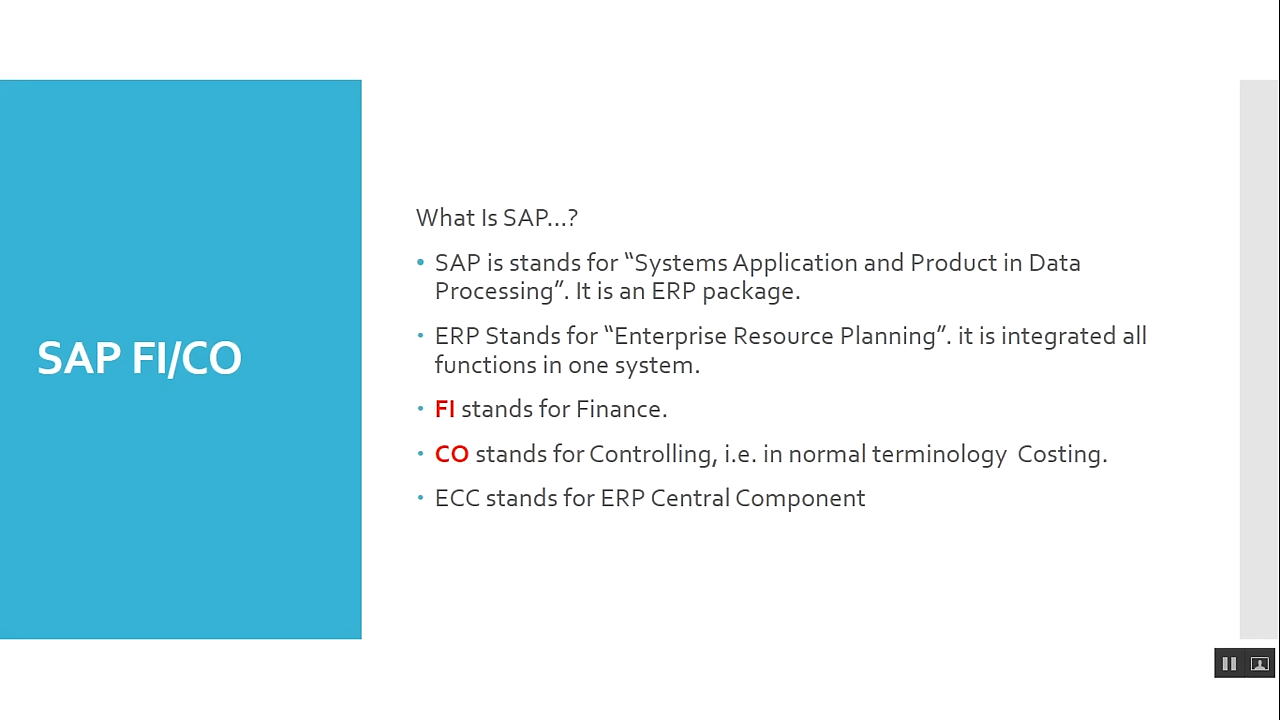 SAP FI/CO
What Is SAP...?
• SAP is stands for “Systems Application and Product in Data
Processing”. It is an ERP package.
• ERP Stands for “Enterprise Resource Planning”. it is integrated all
functions in one system.
• FI stands for Finance.
• CO stands for Controlling, i.e. in normal terminology  Costing.
• ECC stands for ERP Central Component